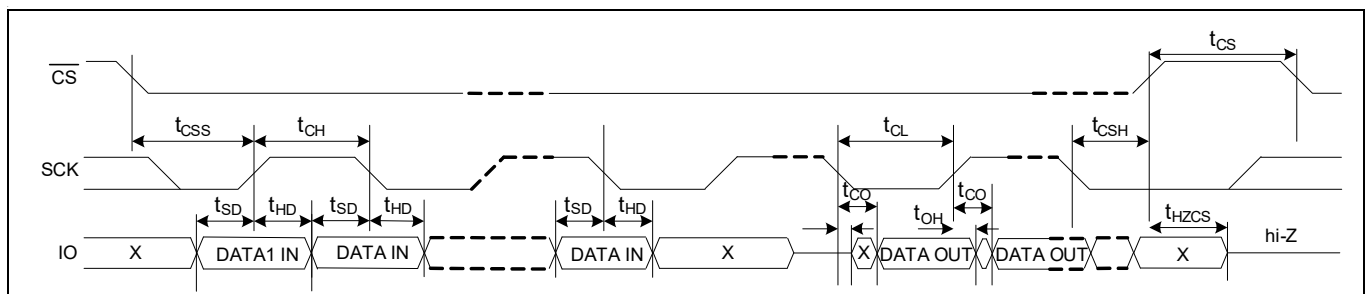 tCS
CS
tCSS
tCH
tCL
tCSH
SCK
tSD
tHD
tSD
tHD
tSD
tHD
tCO
tOH
tCO
tHZCS
IO
X
DATA1 IN
DATA IN
DATA IN
X
X
DATA OUT
DATA OUT
X
hi-Z